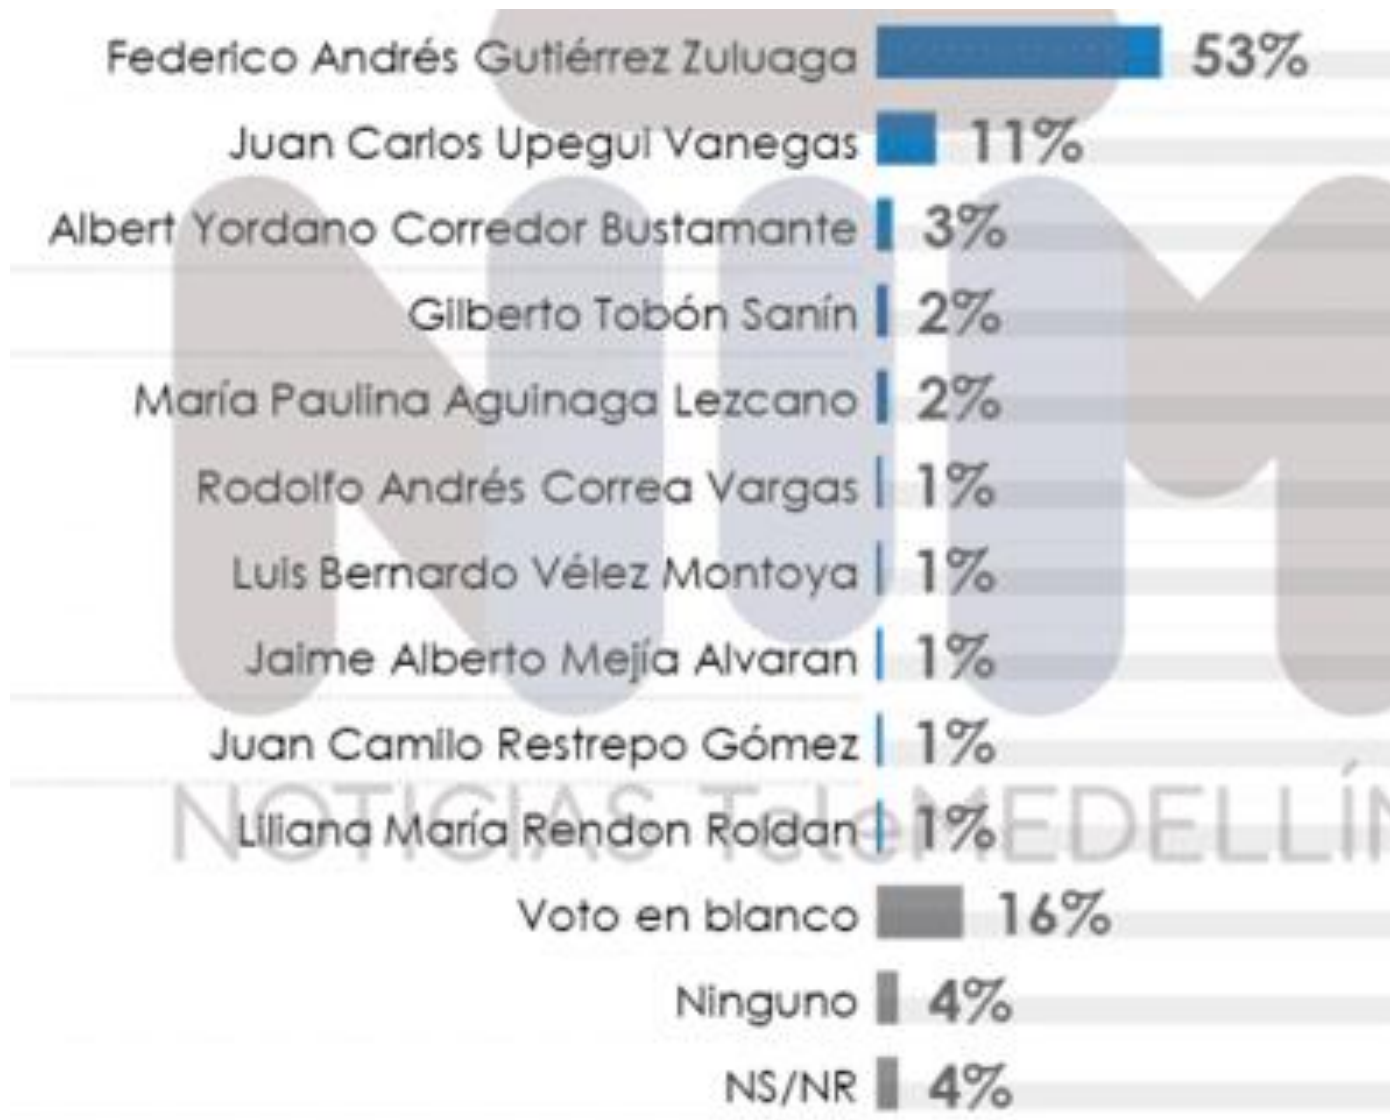 Federico Andrés Gutiérrez Zuluaga 53%
Juan Carlos Upegui Vanegas 11%
Albert Yordano Corredor Bustamante 3%
Gilberto Tobón Sanín 2%
María Paulina Aguinaga Lezcano 2%
Rodolfo Andrés Correa Vargas 1%
Luis Bernardo Vélez Montoya 1%
Jaime Alberto Mejía Alvaran 1%
Juan Camilo Restrepo Gómez 1%
NOTICIAS TeleMEDELLÍN
Liliana María Rendon Roldan 1%
Voto en blanco 16%
Ninguno 4%
NS/NR 4%